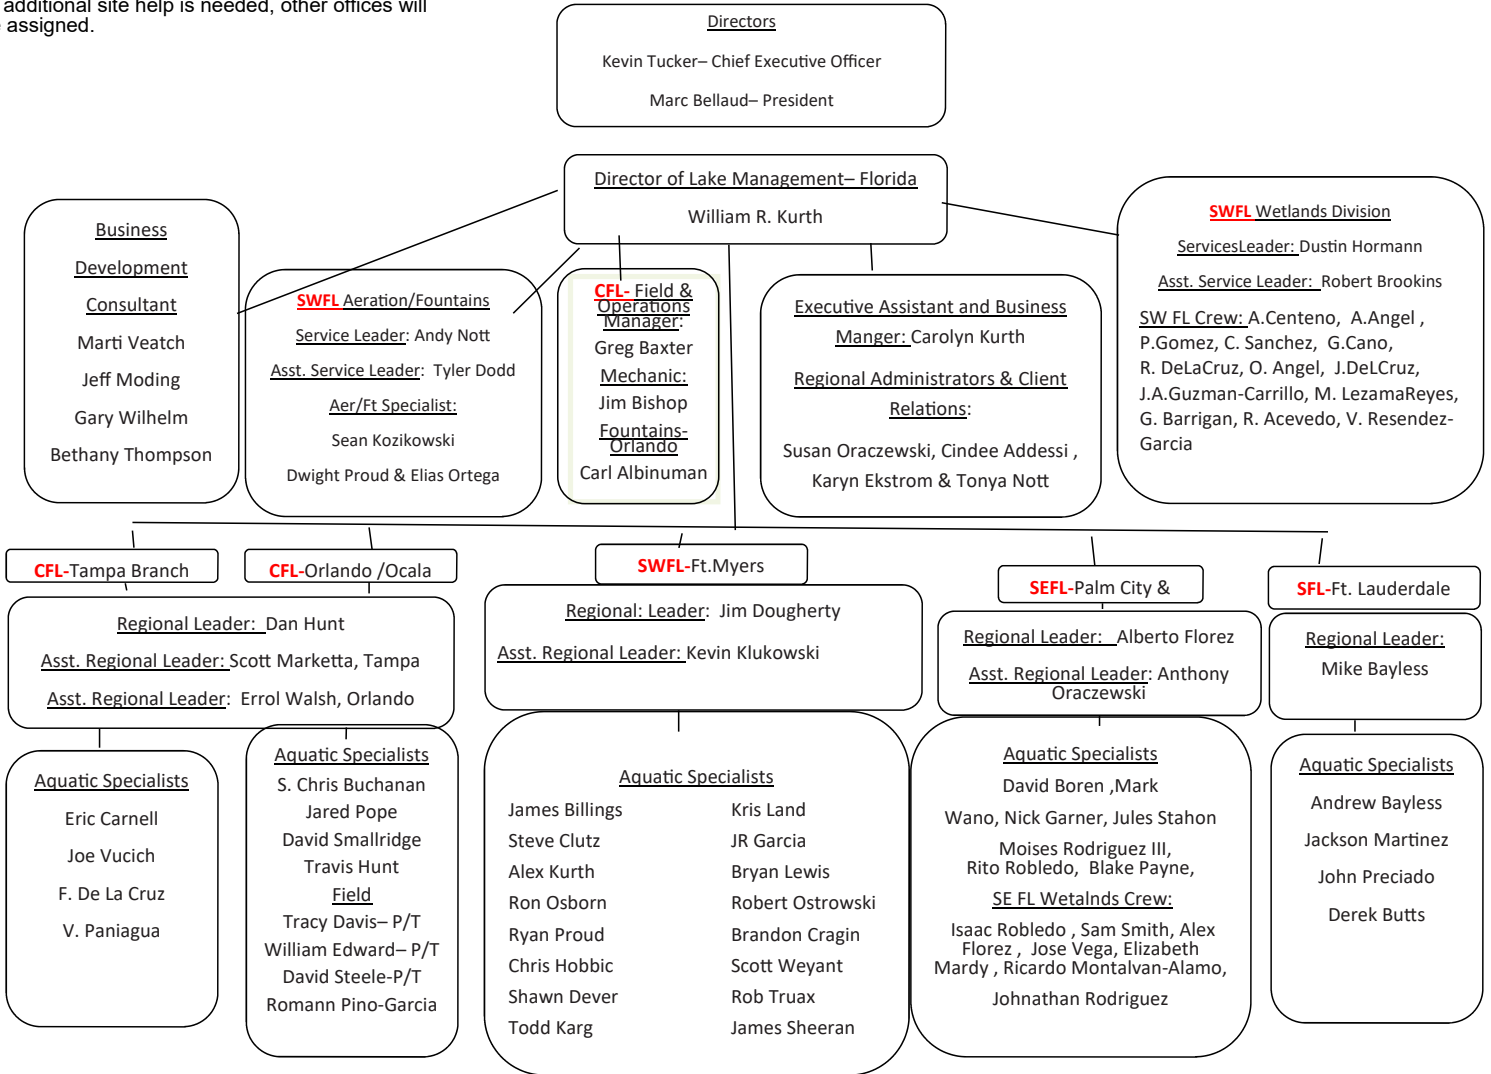 additional site help is needed, other offices will
assigned.
Directors
Kevin Tucker– Chief Executive Officer
Marc Bellaud– President
Director of Lake Management– Florida
William R. Kurth
Business
Development
Consultant
Marti Veatch
Jeff Moding
Gary Wilhelm
Bethany Thompson
SWFL Aeration/Fountains
Service Leader: Andy Nott
Asst. Service Leader: Tyler Dodd
Aer/Ft Specialist:
Sean Kozikowski
Dwight Proud & Elias Ortega
CFL- Field &
Operations
Manager:
Greg Baxter
Mechanic:
Jim Bishop
Fountains-
Orlando
Carl Albinuman
Executive Assistant and Business
Manger: Carolyn Kurth
Regional Administrators & Client
Relations:
Susan Oraczewski, Cindee Addessi ,
Karyn Ekstrom & Tonya Nott
SWFL Wetlands Division
ServicesLeader: Dustin Hormann
Asst. Service Leader: Robert Brookins
SW FL Crew: A.Centeno, A.Angel ,
P.Gomez, C. Sanchez, G.Cano,
R. DeLaCruz, O. Angel, J.DeLCruz,
J.A.Guzman-Carrillo, M. LezamaReyes,
G. Barrigan, R. Acevedo, V. Resendez-
Garcia
CFL-Tampa Branch
CFL-Orlando /Ocala
SWFL-Ft.Myers
SEFL-Palm City &
SFL-Ft. Lauderdale
Regional Leader: Dan Hunt
Asst. Regional Leader: Scott Marketta, Tampa
Asst. Regional Leader: Errol Walsh, Orlando
Regional: Leader: Jim Dougherty
Asst. Regional Leader: Kevin Klukowski
Regional Leader: Alberto Florez
Asst. Regional Leader: Anthony
Oraczewski
Regional Leader:
Mike Bayless
Aquatic Specialists
Eric Carnell
Joe Vucich
F. De La Cruz
V. Paniagua
Aquatic Specialists
S. Chris Buchanan
Jared Pope
David Smallridge
Travis Hunt
Field
Tracy Davis– P/T
William Edward– P/T
David Steele-P/T
Romann Pino-Garcia
Aquatic Specialists
James Billings
Steve Clutz
Alex Kurth
Ron Osborn
Ryan Proud
Chris Hobbic
Shawn Dever
Todd Karg
Kris Land
JR Garcia
Bryan Lewis
Robert Ostrowski
Brandon Cragin
Scott Weyant
Rob Truax
James Sheeran
Aquatic Specialists
David Boren ,Mark
Wano, Nick Garner, Jules Stahon
Moises Rodriguez III,
Rito Robledo, Blake Payne,
SE FL Wetalnds Crew:
Isaac Robledo , Sam Smith, Alex
Florez , Jose Vega, Elizabeth
Mardy , Ricardo Montalvan-Alamo,
Johnathan Rodriguez
Aquatic Specialists
Andrew Bayless
Jackson Martinez
John Preciado
Derek Butts